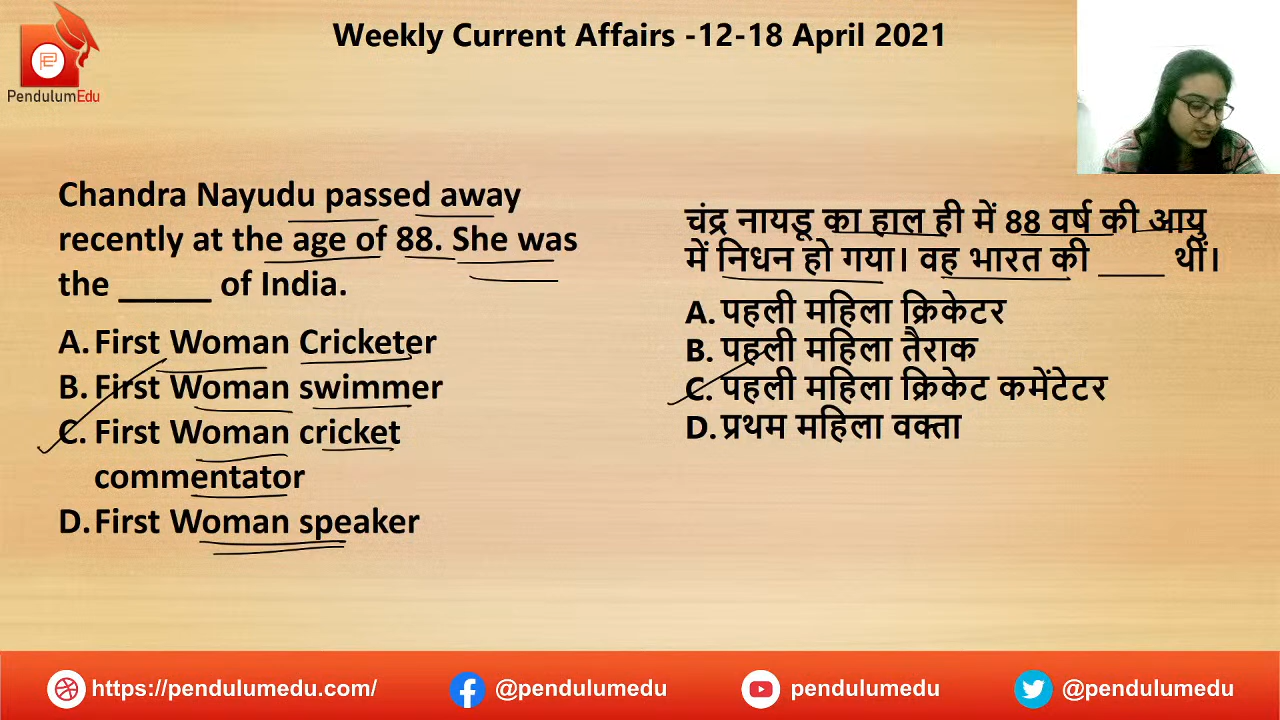 Weekly Current Affairs -12-18 April 2021
PendulumEdu
Chandra Nayudu passed away
recently at the age of 88. She was
the _____ of India.
A. First Woman Cricketer
B. First Woman swimmer
C. First Woman cricket
commentator
D. First Woman speaker
चंद्र नायडू का हाल ही में 88 वर्ष की आयु
में निधन हो गया। वह भारत की ____ थीं।
A. पहली महिला क्रिकेटर
B. पहली महिला तैराक
C. पहली महिला क्रिकेट कमेंटेटर
D. प्रथम महिला वक्ता
https://pendulumedu.com/
@pendulumedu
pendulumedu
@pendulumedu